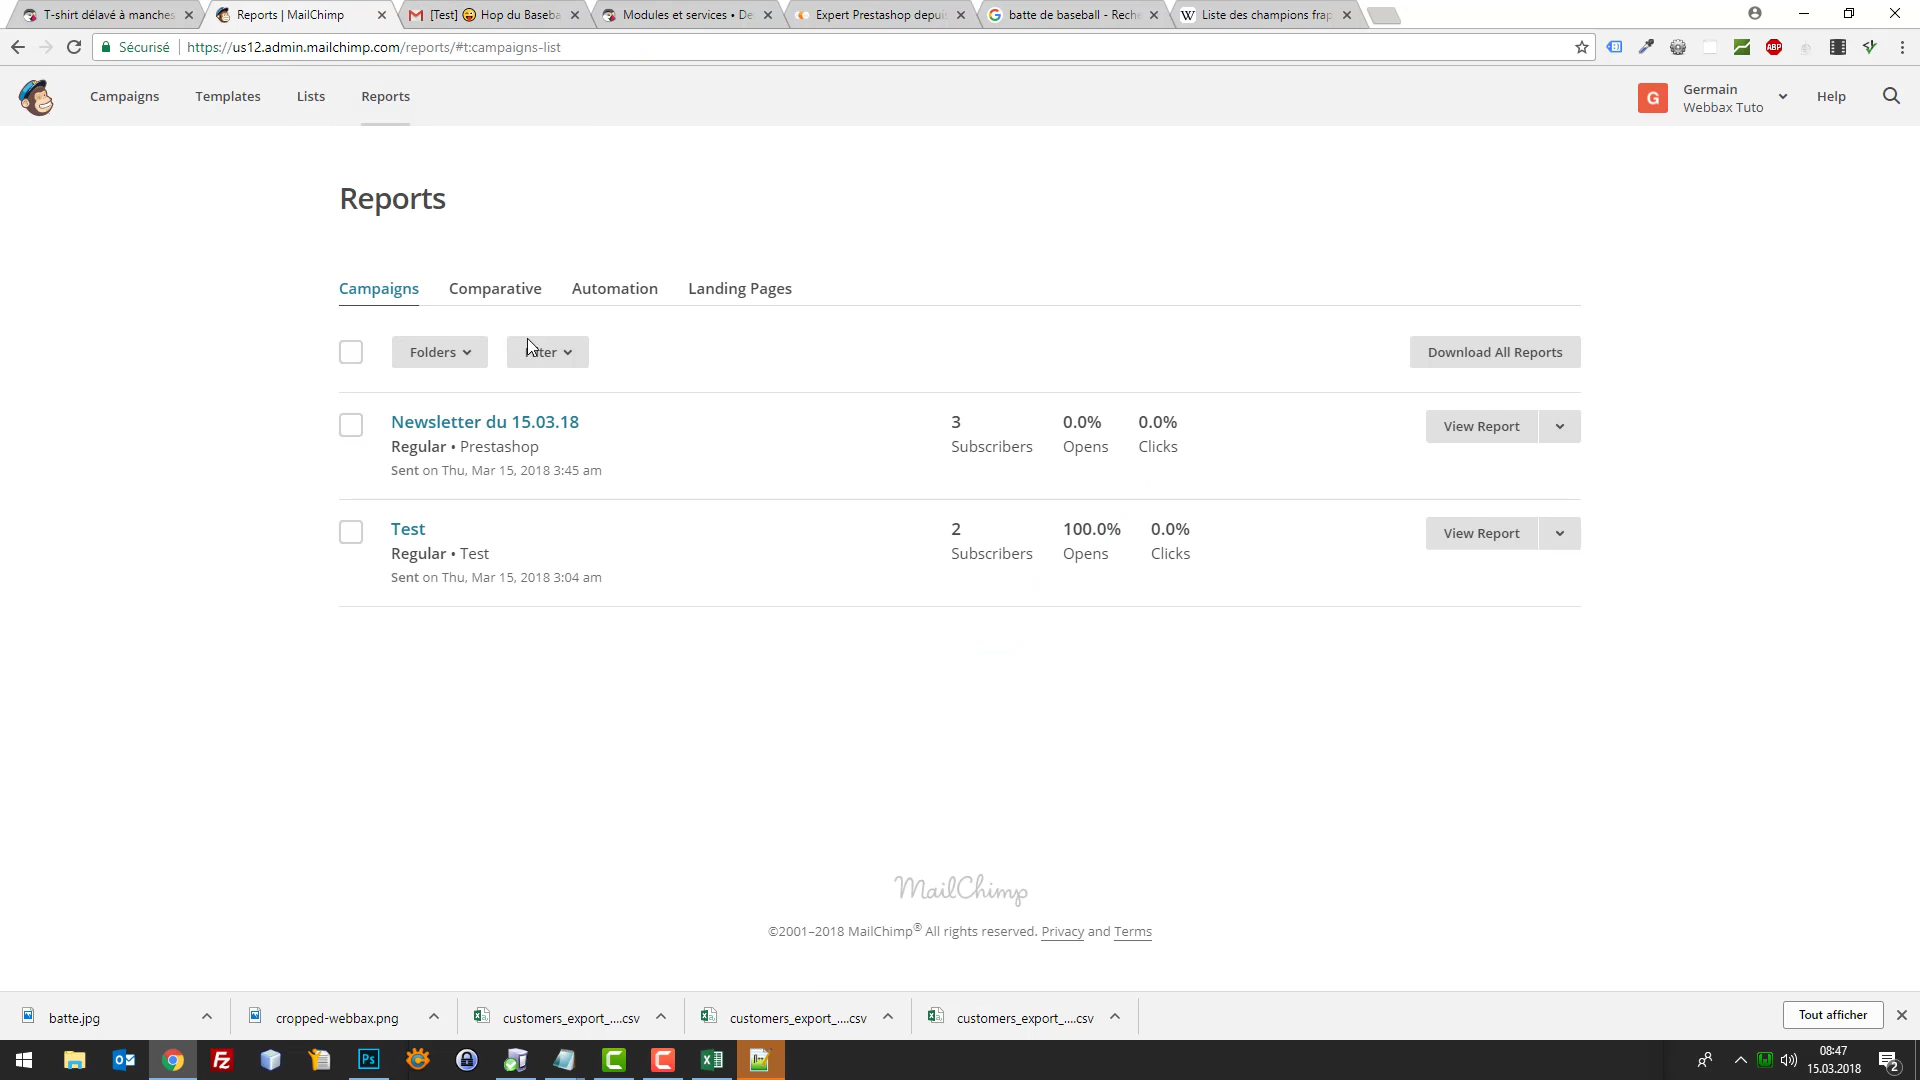 T-shirt délavé à manches
Reports | MailChimp
[Test] 😜 Hop du Baseba
Modules et services • De
Expert Prestashop depui
batte de baseball - Rech
Liste des champions frap
Sécurisé
https://us12.admin.mailchimp.com/reports/#t:campaigns-list
ABP
Campaigns
Templates
Lists
Reports
G
Germain
Webbax Tuto
Help
Reports
Campaigns
Comparative
Automation
Landing Pages
Folders
Download All Reports
Newsletter du 15.03.18
Regular • Prestashop
Sent on Thu, Mar 15, 2018 3:45 am
3
Subscribers
0.0%
Opens
0.0%
Clicks
View Report
Test
Regular • Test
Sent on Thu, Mar 15, 2018 3:04 am
2
Subscribers
100.0%
Opens
0.0%
Clicks
View Report
MailChimp
©2001–2018 MailChimp® All rights reserved. Privacy and Terms
batte.jpg
cropped-webbax.png
customers_export_....csv
customers_export_....csv
customers_export_....csv
Tout afficher
Ps
08:47
15.03.2018
2